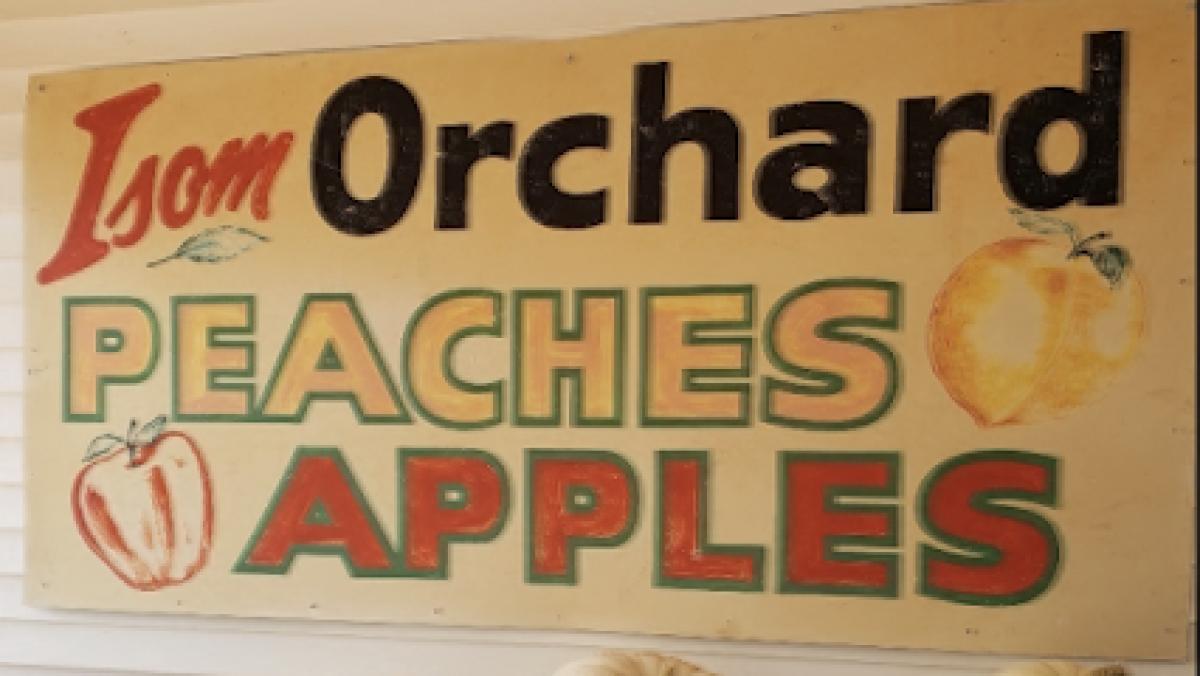 Isom Orchard
PEACHES
APPLES